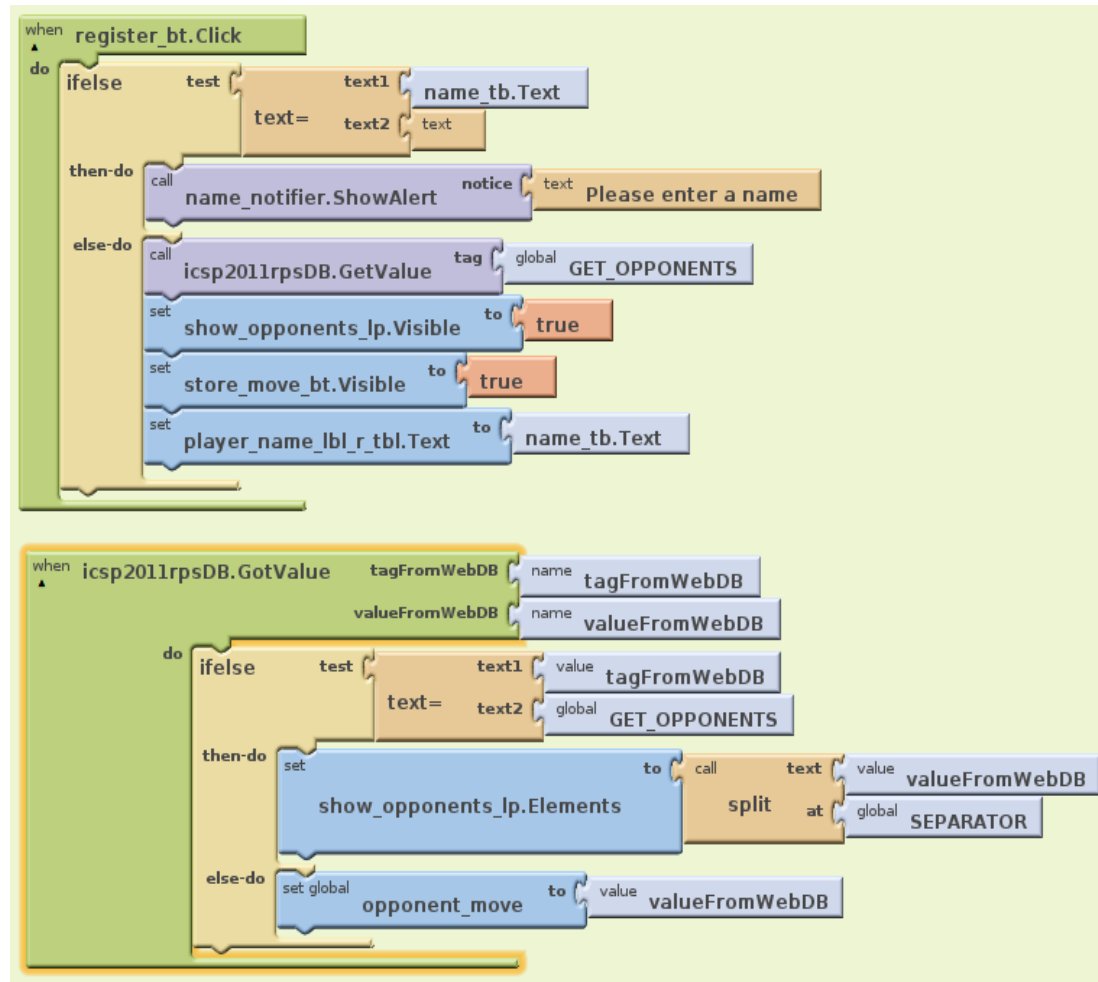 when register_bt.Click
do ifelse test text1 name_tb.Text
text= text2 text
then-do call name_notifier.ShowAlert notice text Please enter a name
else-do call icsp2011rpsDB.GetValue tag global GET_OPPONENTS
set show_opponents_lp.Visible to true
set store_move_bt.Visible to true
set player_name_lbl_r_tbl.Text to name_tb.Text
when icsp2011rpsDB.GotValue tagFromWebDB name tagFromWebDB
valueFromWebDB name valueFromWebDB
do ifelse test text1 value tagFromWebDB
text= text2 global GET_OPPONENTS
then-do set show_opponents_lp.Elements to call split text value valueFromWebDB
at global SEPARATOR
else-do set global opponent_move to value valueFromWebDB